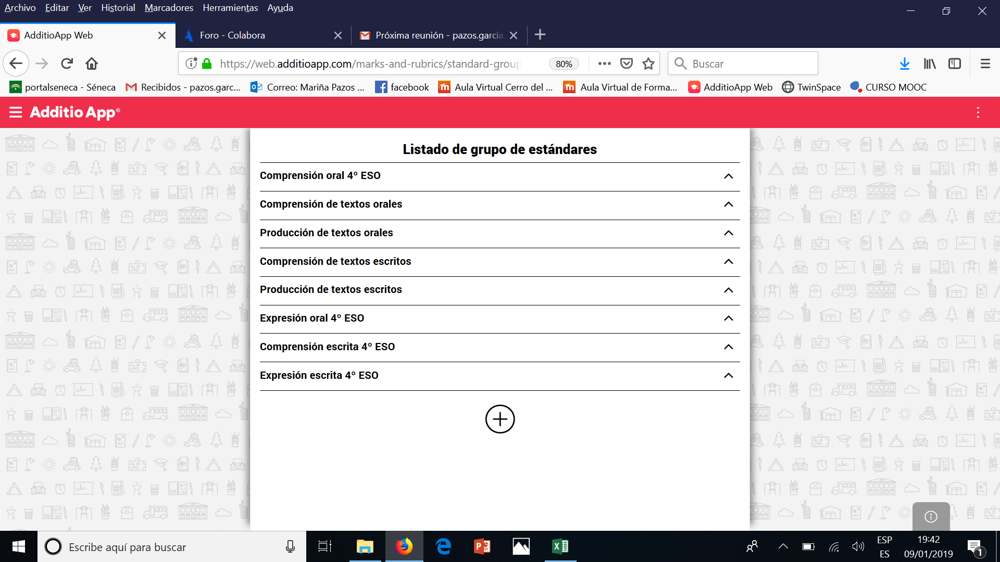 Archivo Editar Ver Historial Marcadores Herramientas Ayuda
AdditioApp Web Foro - Colabora Próxima reunión - pazos.garcia
https://web.additioapp.com/marks-and-rubrics/standard-group 80% Buscar
portalseneca - Séneca Recibidos - pazos.garc... Correo: Mariña Pazos ... facebook Aula Virtual Cerro del ... Aula Virtual de Forma... AdditioApp Web TwinSpace CURSO MOOC
Additio App®
Listado de grupo de estándares
Comprensión oral 4º ESO
Comprensión de textos orales
Producción de textos orales
Comprensión de textos escritos
Producción de textos escritos
Expresión oral 4º ESO
Comprensión escrita 4º ESO
Expresión escrita 4º ESO
Escribe aquí para buscar
ESP 19:42
ES 09/01/2019 1